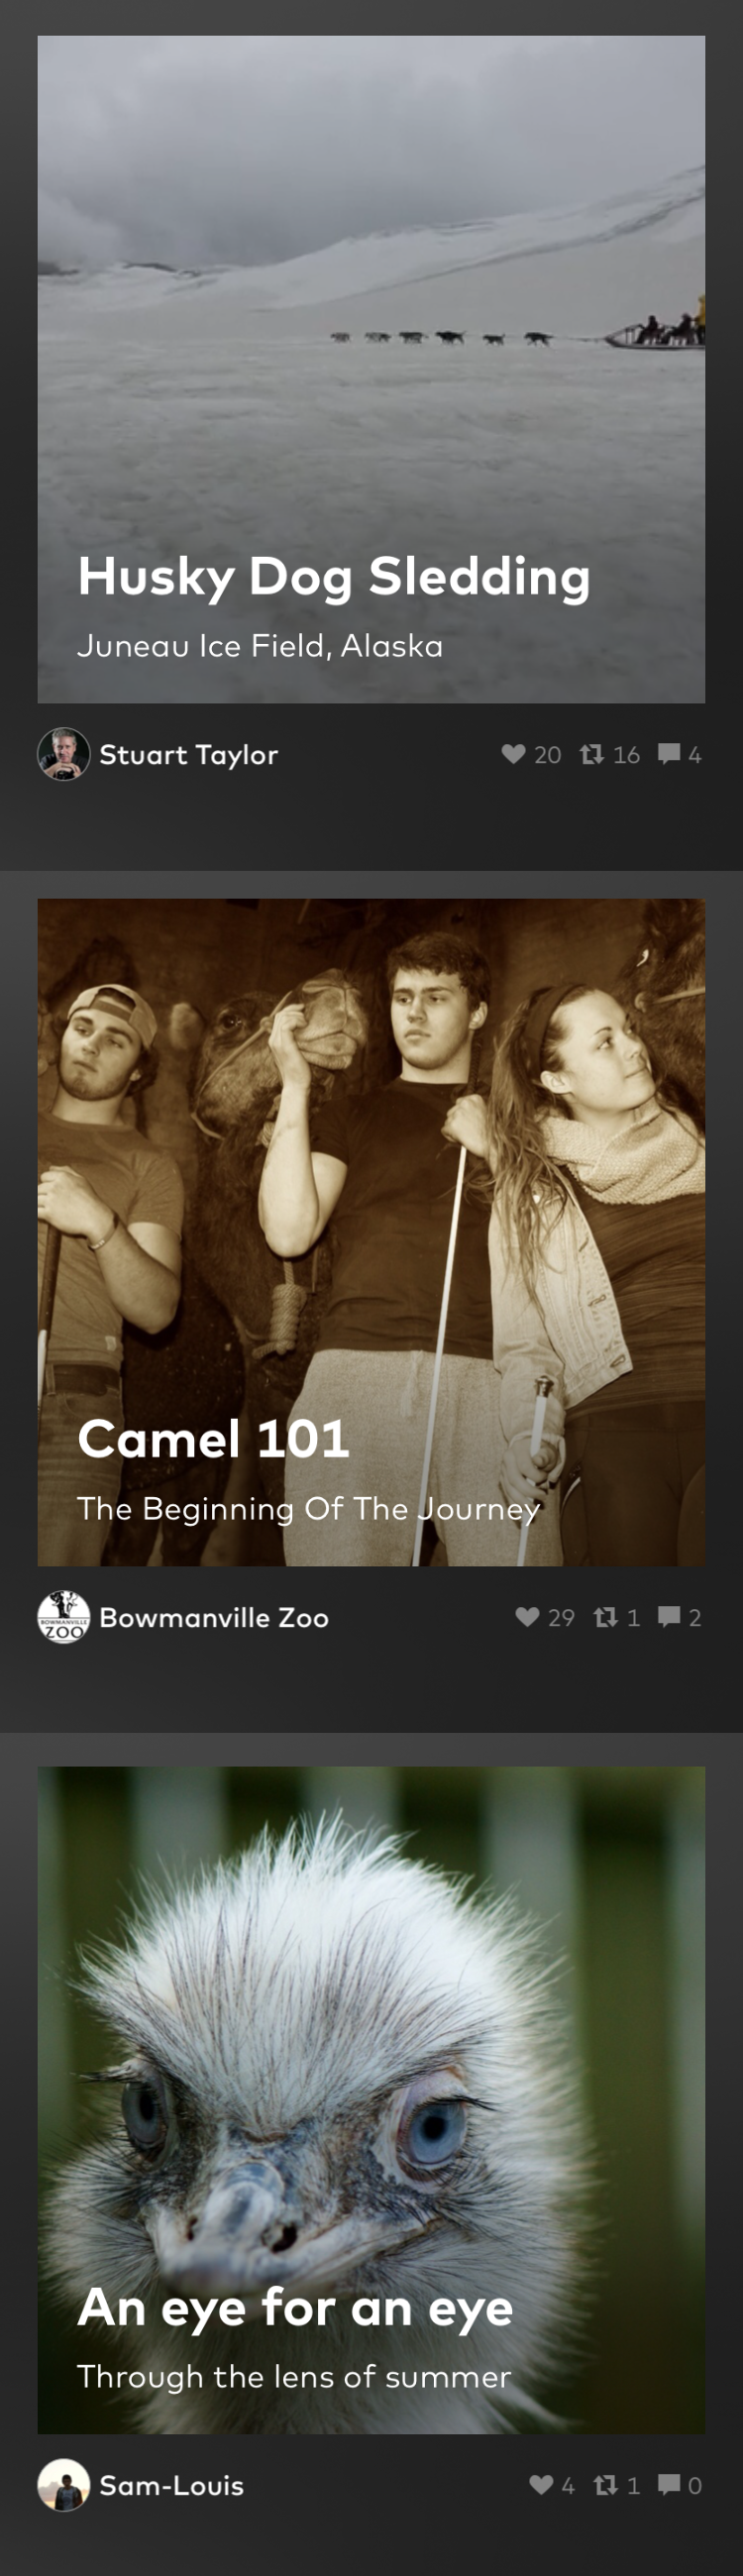 Husky Dog Sledding
Juneau Ice Field, Alaska
Stuart Taylor 20 16 4
Camel 101
The Beginning Of The Journey
BOWMANVILLE
ZOO
Bowmanville Zoo 29 1 2
An eye for an eye
Through the lens of summer
Sam-Louis 4 1 0